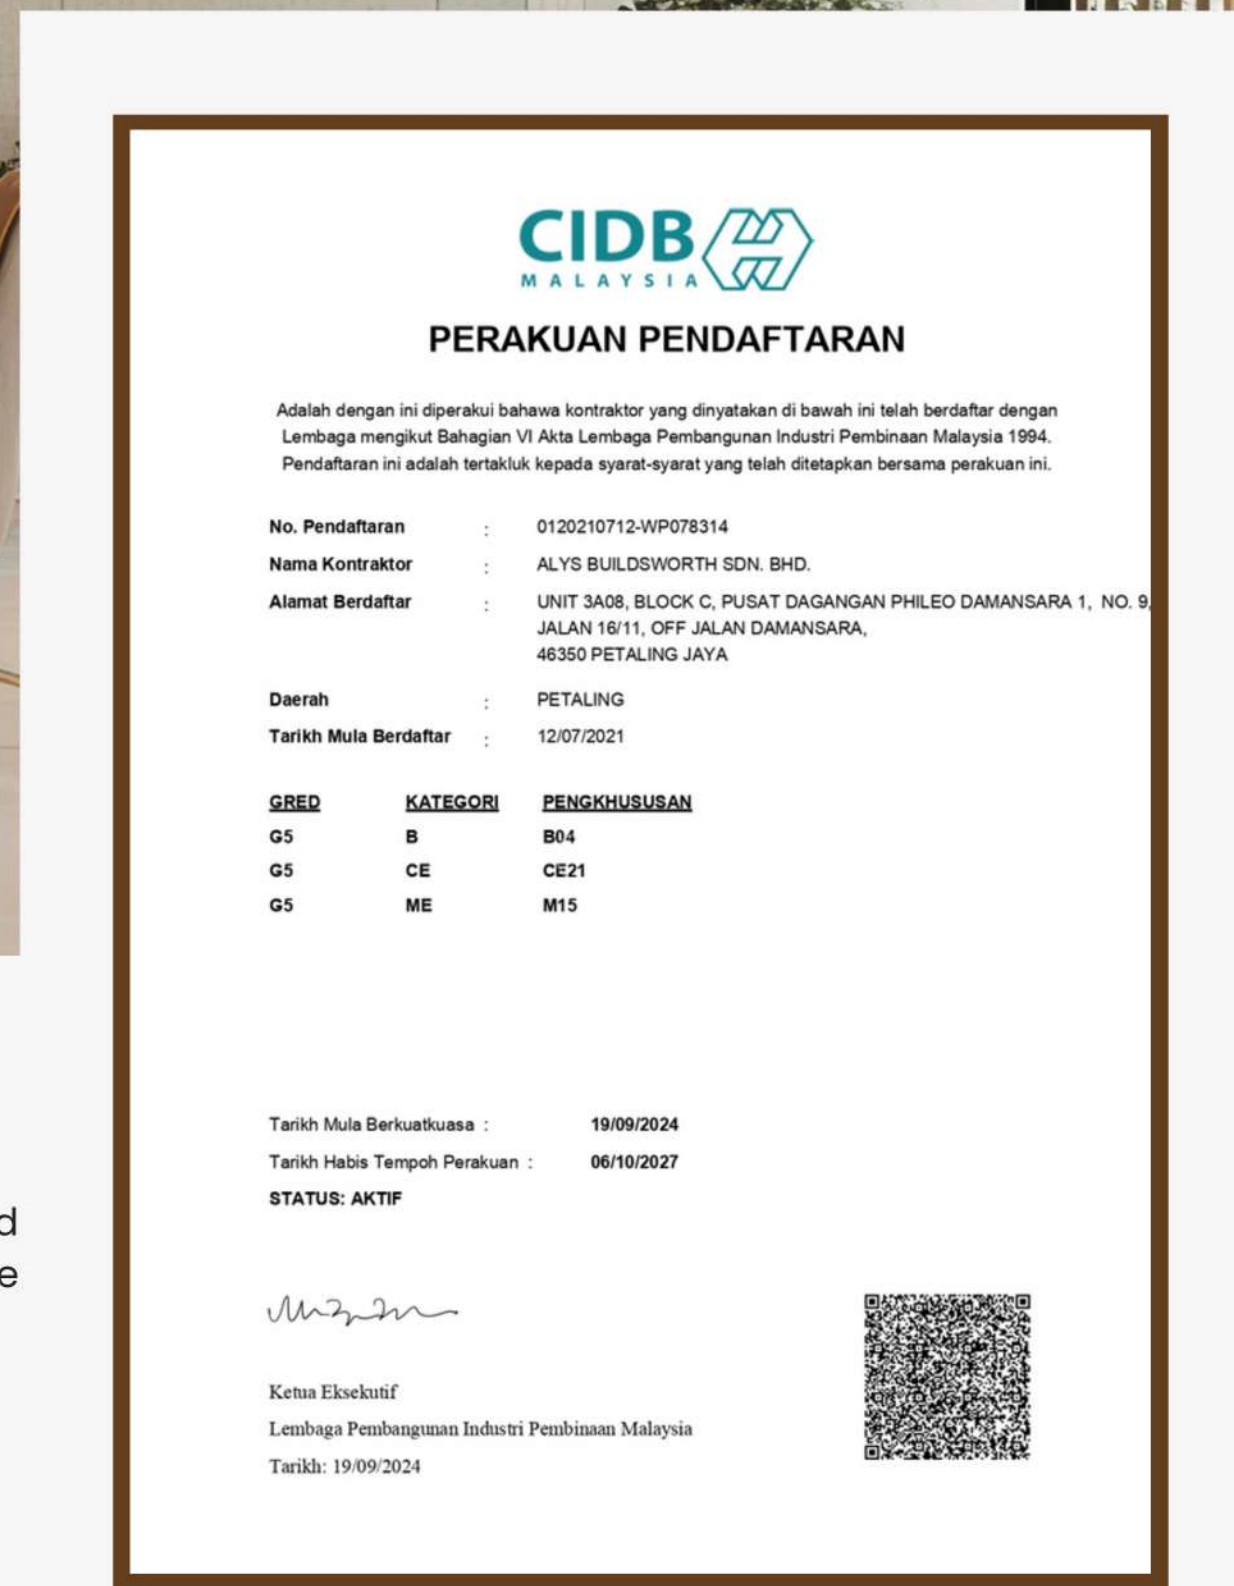 CIDB
MALAYSIA
PERAKUAN PENDAFTARAN
Adalah dengan ini diperakui bahawa kontraktor yang dinyatakan di bawah ini telah berdaftar dengan
Lembaga mengikut Bahagian VI Akta Lembaga Pembangunan Industri Pembinaan Malaysia 1994.
Pendaftaran ini adalah tertakluk kepada syarat-syarat yang telah ditetapkan bersama perakuan ini.
No. Pendaftaran : 0120210712-WP078314
Nama Kontraktor : ALYS BUILDSWORTH SDN. BHD.
Alamat Berdaftar : UNIT 3A08, BLOCK C, PUSAT DAGANGAN PHILEO DAMANSARA 1, NO. 9,
JALAN 16/11, OFF JALAN DAMANSARA,
46350 PETALING JAYA
Daerah : PETALING
Tarikh Mula Berdaftar : 12/07/2021
GRED KATEGORI PENGKHUSUSAN
G5 B B04
G5 CE CE21
G5 ME M15
Tarikh Mula Berkuatkuasa : 19/09/2024
Tarikh Habis Tempoh Perakuan : 06/10/2027
STATUS: AKTIF
d
e
Ketua Eksekutif
Lembaga Pembangunan Industri Pembinaan Malaysia
Tarikh: 19/09/2024